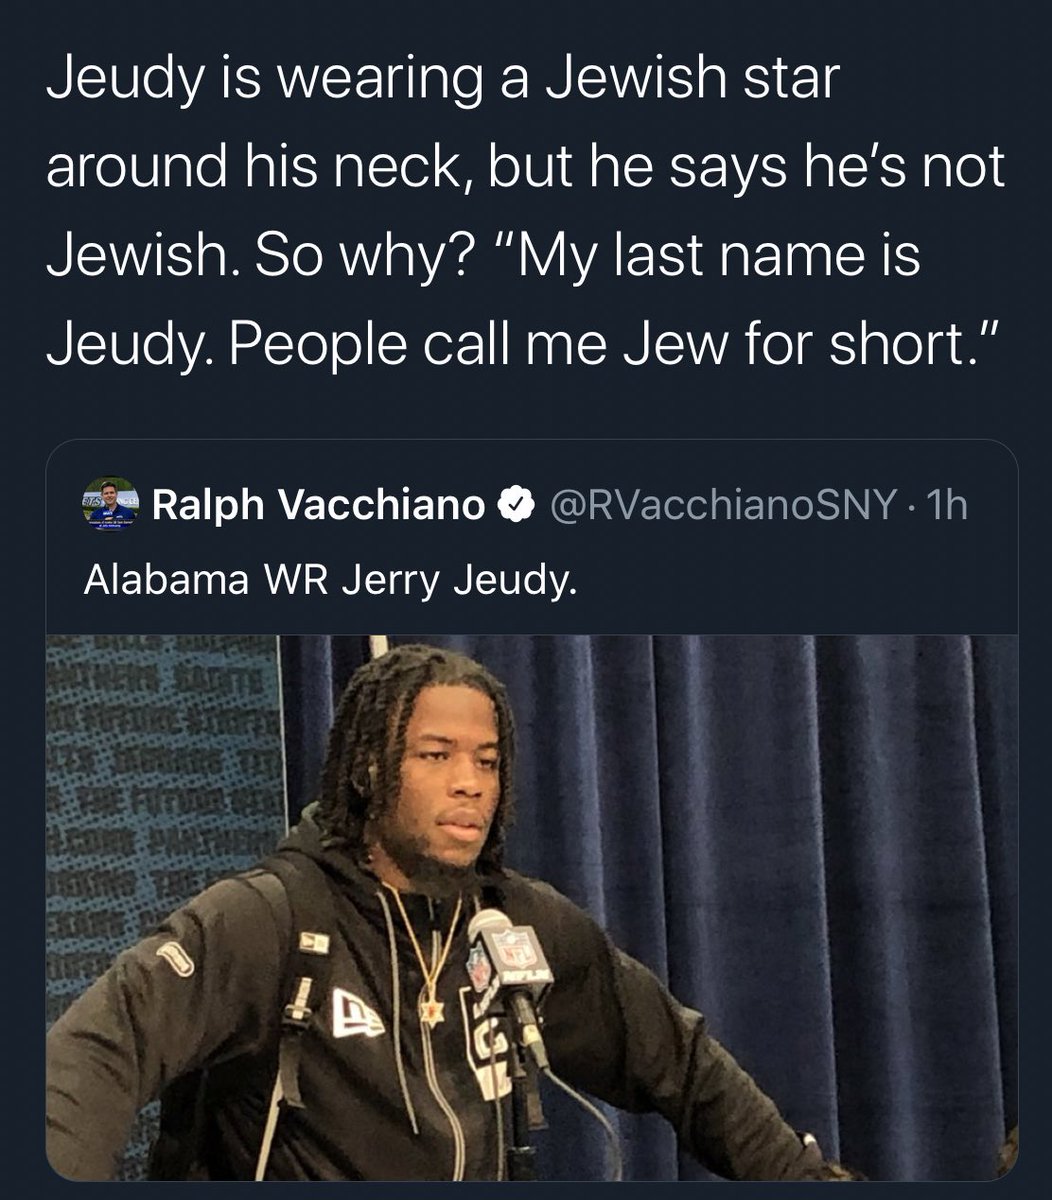 Jeudy is wearing a Jewish star
around his neck, but he says he’s not
Jewish. So why? “My last name is
Jeudy. People call me Jew for short.”
Ralph Vacchiano @RVacchianoSNY · 1h
Alabama WR Jerry Jeudy.
NFL